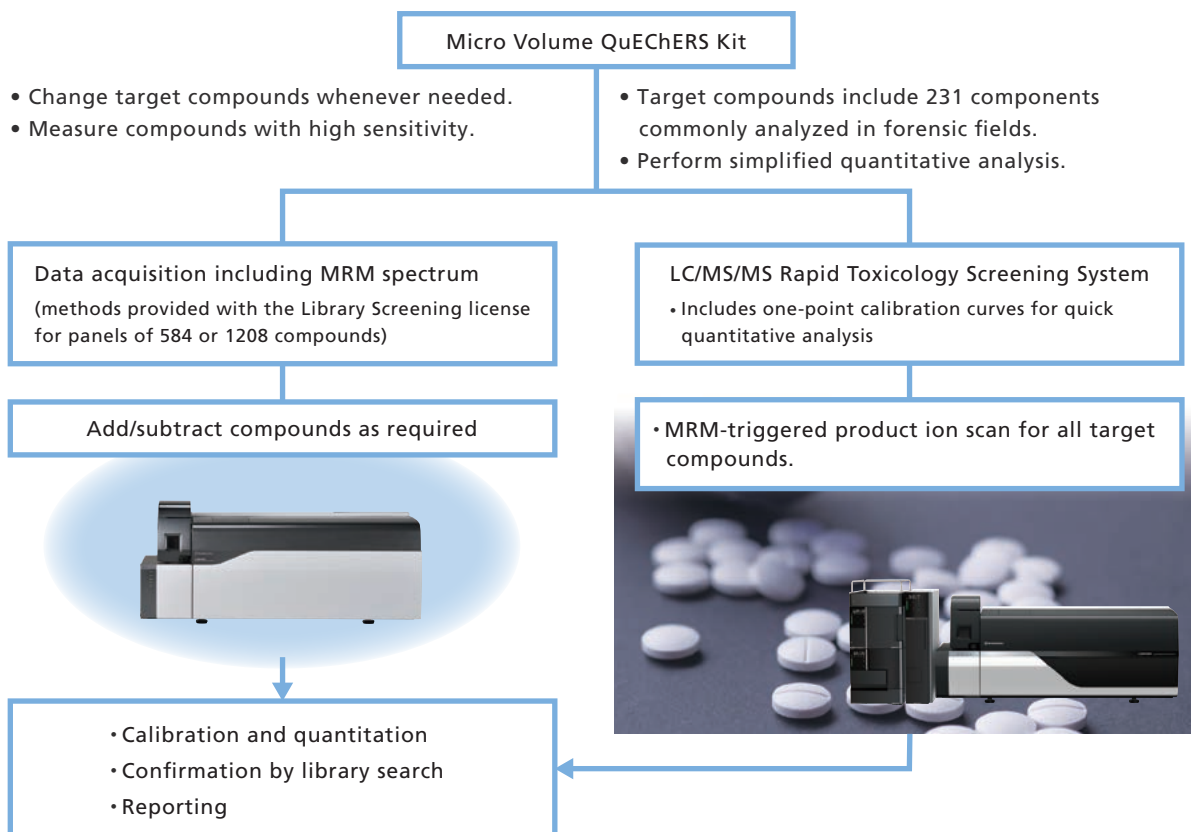 Micro Volume QuEChERS Kit
• Change target compounds whenever needed.
• Measure compounds with high sensitivity.
• Target compounds include 231 components
commonly analyzed in forensic fields.
• Perform simplified quantitative analysis.
Data acquisition including MRM spectrum
(methods provided with the Library Screening license
for panels of 584 or 1208 compounds)
Add/subtract compounds as required
LC/MS/MS Rapid Toxicology Screening System
• Includes one-point calibration curves for quick
quantitative analysis
• MRM-triggered product ion scan for all target
compounds.
• Calibration and quantitation
• Confirmation by library search
• Reporting